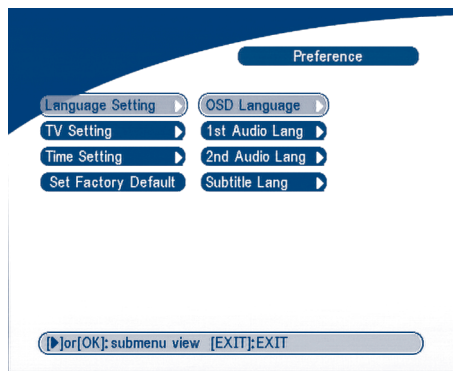 Preference
Language Setting
OSD Language
TV Setting
1st Audio Lang
Time Setting
2nd Audio Lang
Set Factory Default
Subtitle Lang
[▶]or[OK]: submenu view [EXIT]:EXIT